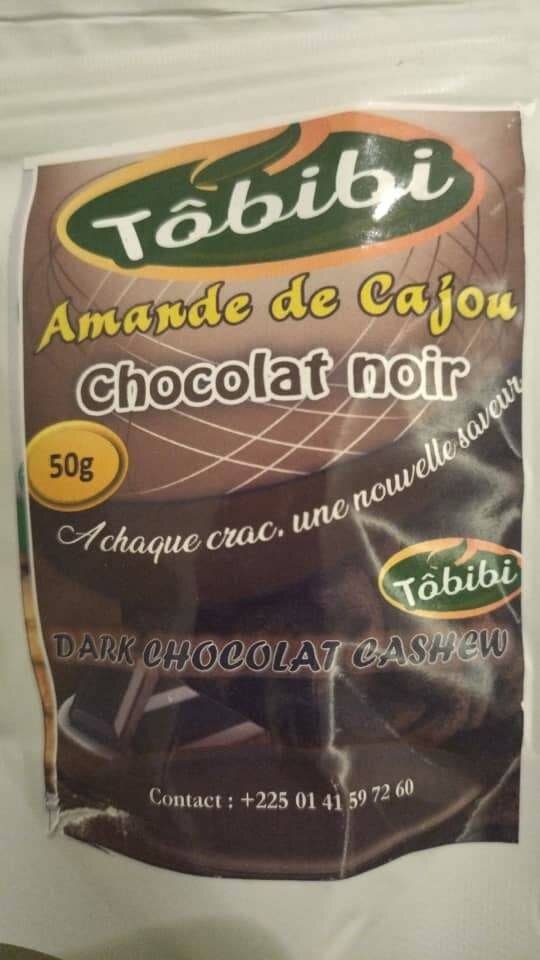 Tôbibi
Amande de Cajou
Chocolat noir
50g
A chaque crac, une nouvelle saveur
Tôbibi
DARK CHOCOLAT CASHEW
Contact : +225 01 41 59 72 60